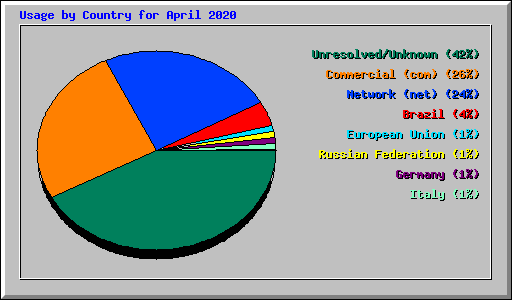 Usage by Country for April 2020
Unresolved/Unknown (42%)
Commercial (com) (26%)
Network (net) (24%)
Brazil (4%)
European Union (1%)
Russian Federation (1%)
Germany (1%)
Italy (1%)